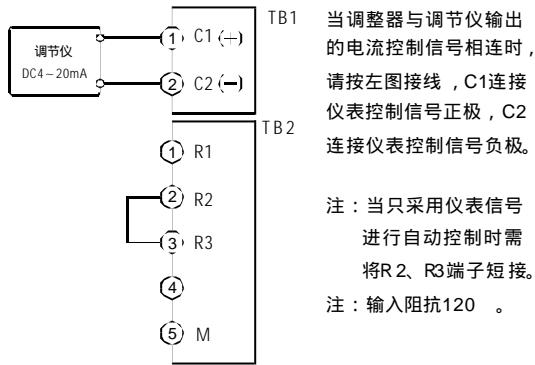 TB1
调节仪
DC4~20mA
1 C1 (+)
2 C2 (-)
TB2
1 R1
2 R2
3 R3
4
5 M
当调整器与调节仪输出
的电流控制信号相连时，
请按左图接线，C1连接
仪表控制信号正极，C2
连接仪表控制信号负极。
注：当只采用仪表信号
进行自动控制时需
将R2、R3端子短接。
注：输入阻抗120 。